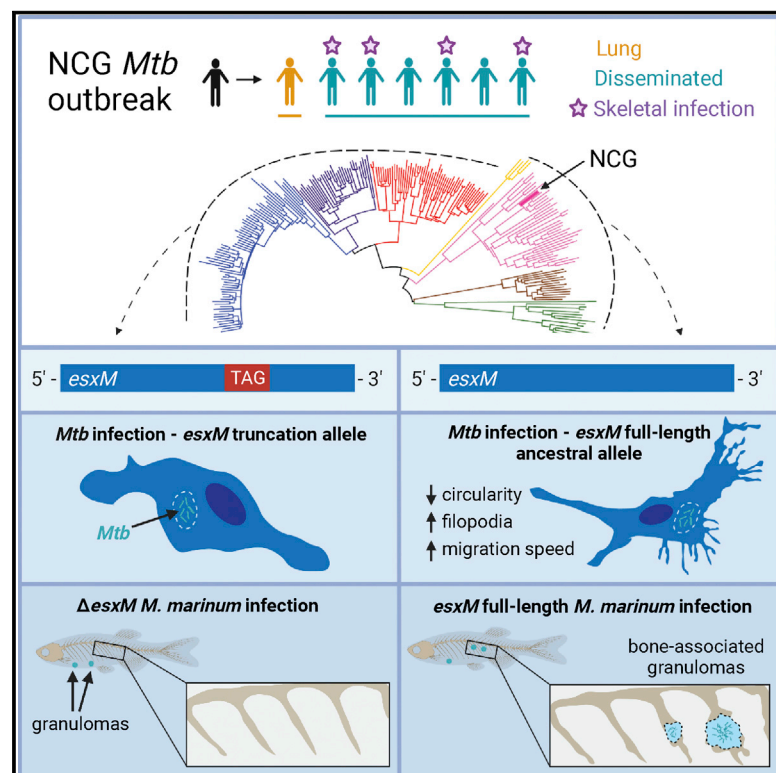 NCG Mtb
outbreak
Lung
Disseminated
Skeletal infection
NCG
5' - esxM TAG - 3'
5' - esxM - 3'
Mtb infection - esxM truncation allele
Mtb
Mtb infection - esxM full-length
ancestral allele
↓ circularity
↑ filopodia
↑ migration speed
ΔesxM M. marinum infection
granulomas
esxM full-length M. marinum infection
bone-associated
granulomas